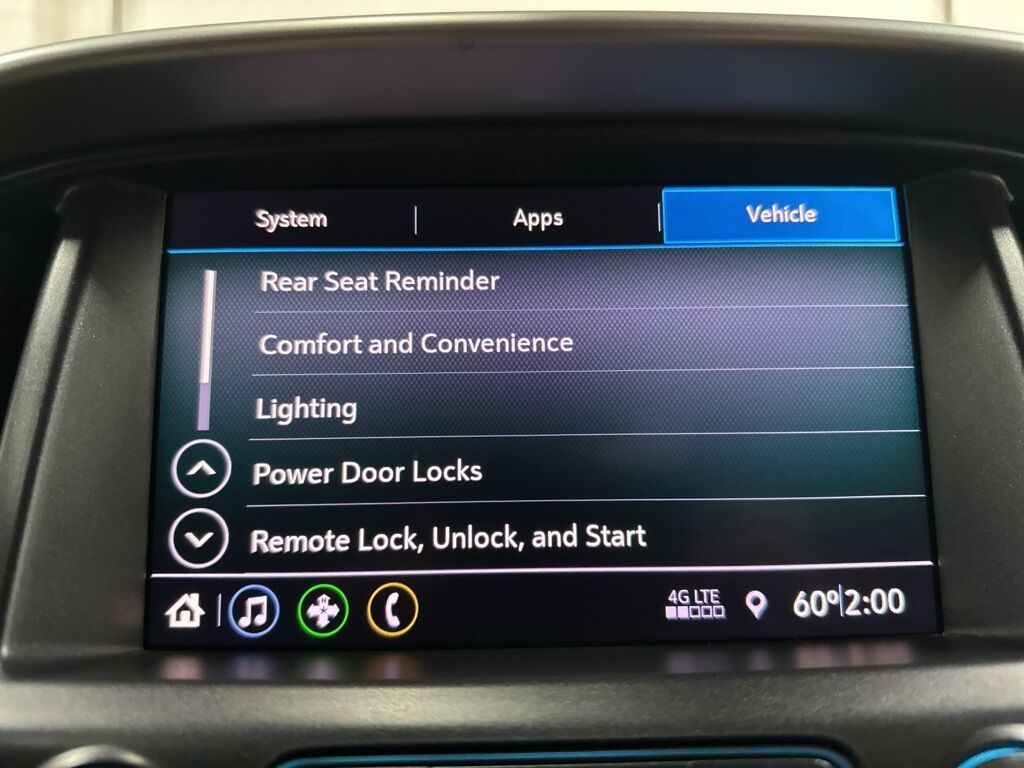 System Apps Vehicle
Rear Seat Reminder
Comfort and Convenience
Lighting
Power Door Locks
Remote Lock, Unlock, and Start
4G LTE
60° 2:00